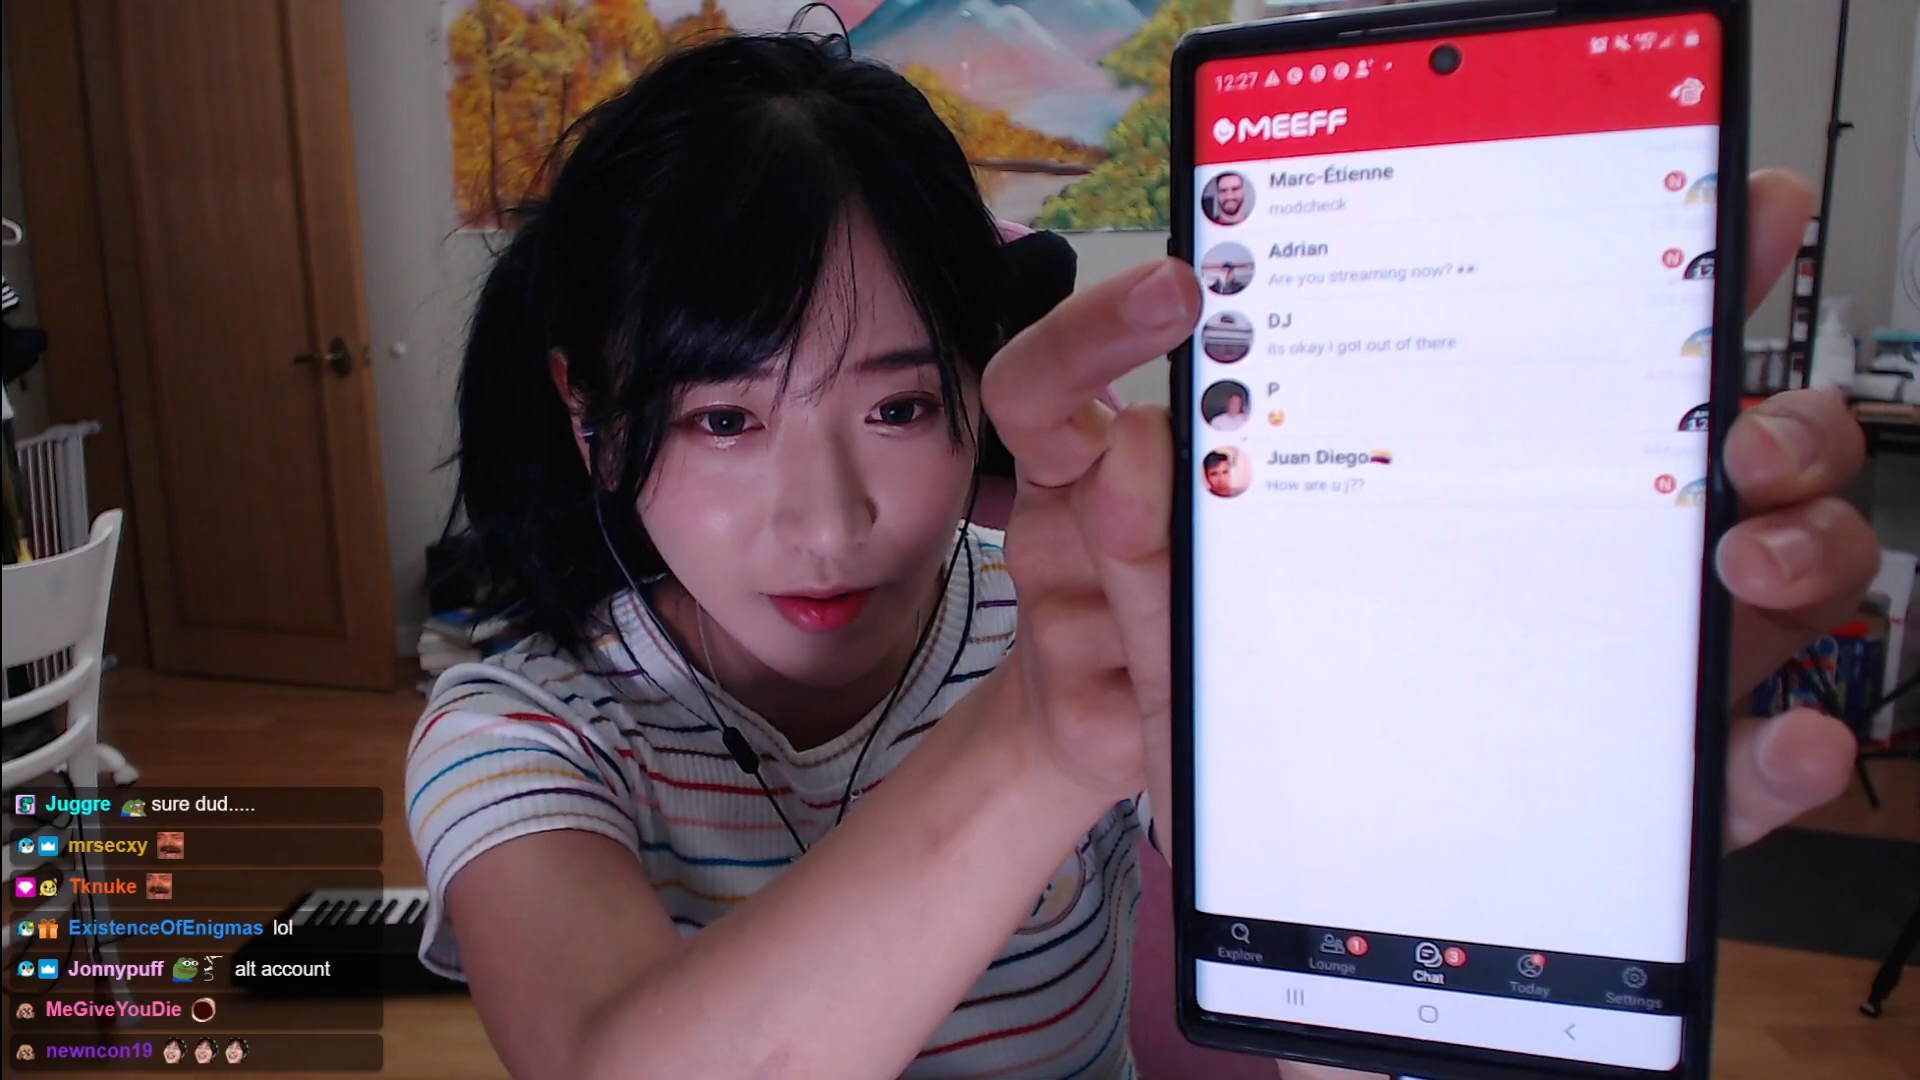 12:27
MEEFF
Marc-Étienne
modcheck
Adrian
Are you streaming now?
DJ
its okay i got out of there
P
Juan Diego
How are u j??
Explore
Lounge 1
Chat 3
Today
Settings
Juggre sure dud.....
mrsecxy
Tknuke
ExistenceOfEnigmas lol
Jonnypuff alt account
MeGiveYouDie
newncon19